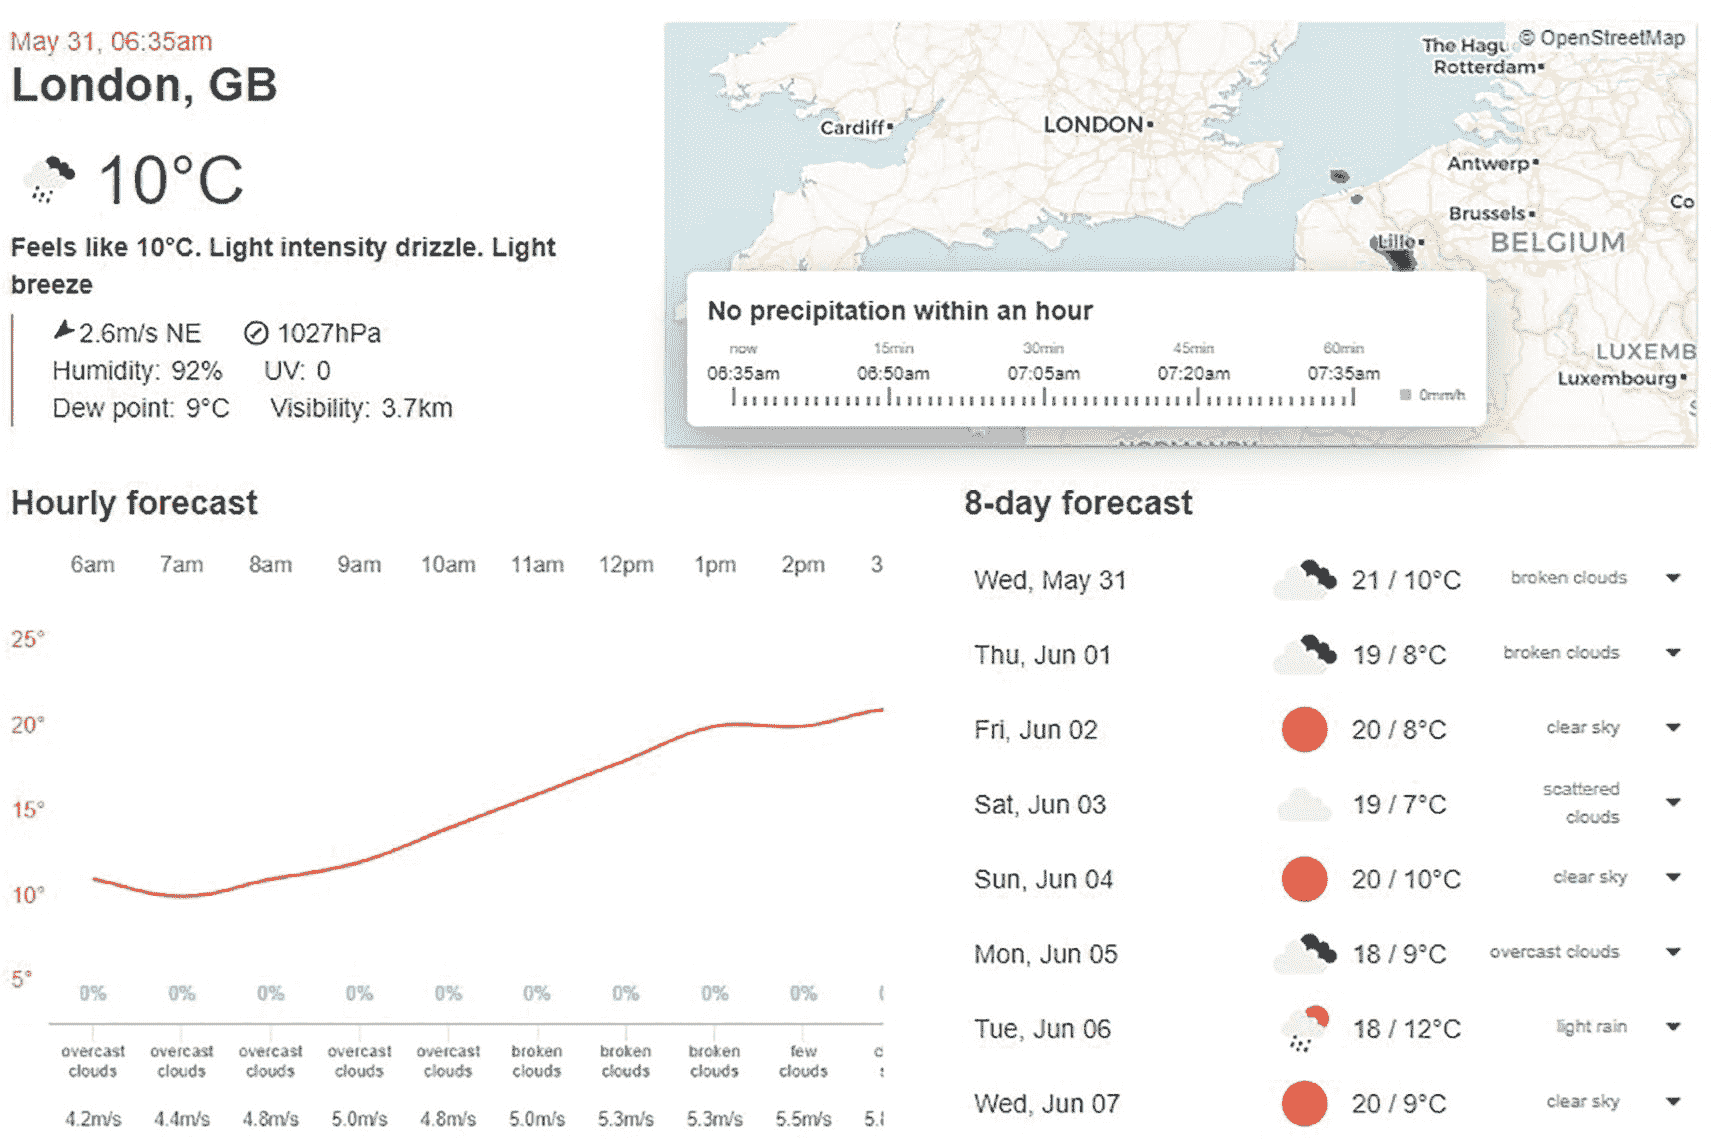 May 31, 06:35am
London, GB
10°C
Feels like 10°C. Light intensity drizzle. Light
breeze
2.6m/s NE 1027hPa
Humidity: 92% UV: 0
Dew point: 9°C Visibility: 3.7km
© OpenStreetMap
The Hagu
Rotterdam
Cardiff
LONDON
Antwerp
Brussels
Co
Lille
BELGIUM
LUXEMB
Luxembourg
NORMANDY
No precipitation within an hour
now 15min 30min 45min 60min
06:35am 06:50am 07:05am 07:20am 07:35am
0mm/h
Hourly forecast
6am 7am 8am 9am 10am 11am 12pm 1pm 2pm 3
25°
20°
15°
10°
5°
0% 0% 0% 0% 0% 0% 0% 0% 0%
overcast overcast overcast overcast overcast broken broken broken few
clouds clouds clouds clouds clouds clouds clouds clouds clouds
4.2m/s 4.4m/s 4.8m/s 5.0m/s 4.8m/s 5.0m/s 5.3m/s 5.3m/s 5.5m/s
8-day forecast
Wed, May 31 21 / 10°C broken clouds
Thu, Jun 01 19 / 8°C broken clouds
Fri, Jun 02 20 / 8°C clear sky
Sat, Jun 03 19 / 7°C scattered
clouds
Sun, Jun 04 20 / 10°C clear sky
Mon, Jun 05 18 / 9°C overcast clouds
Tue, Jun 06 18 / 12°C light rain
Wed, Jun 07 20 / 9°C clear sky